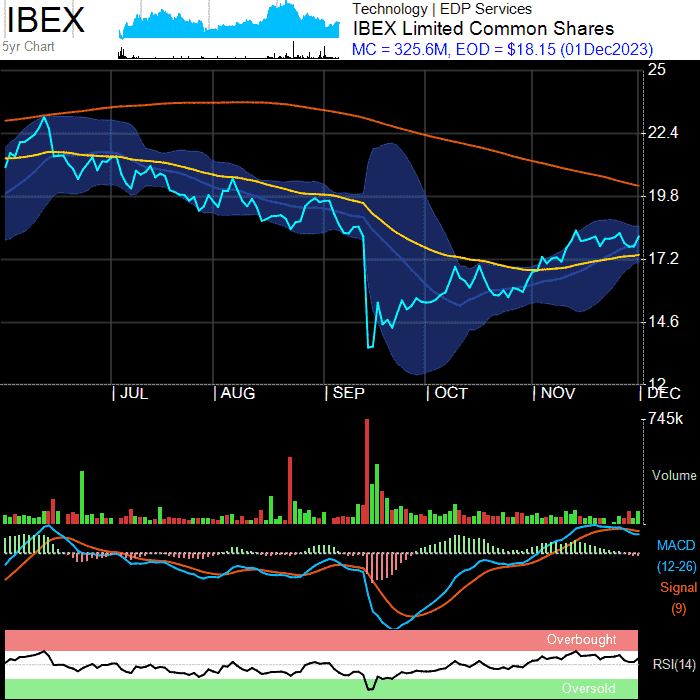 IBEX
5yr Chart
Technology | EDP Services
IBEX Limited Common Shares
MC = 325.6M, EOD = $18.15 (01Dec2023)
25
22.4
19.8
17.2
14.6
12
JUL
AUG
SEP
OCT
NOV
DEC
745k
Volume
MACD
(12-26)
Signal
(9)
Overbought
RSI(14)
Oversold